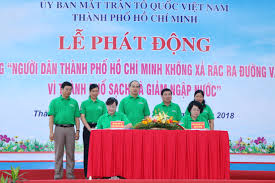 ỦY BAN MẶT TRẬN TỔ QUỐC VIỆT NAM
THÀNH PHỐ HỒ CHÍ MINH
LỄ PHÁT ĐỘNG
"NGƯỜI DÂN THÀNH PHỐ HỒ CHÍ MINH KHÔNG XẢ RÁC RA ĐƯỜNG
VÌ THÀNH PHỐ SẠCH VÀ GIẢM NGẬP NƯỚC"
2018